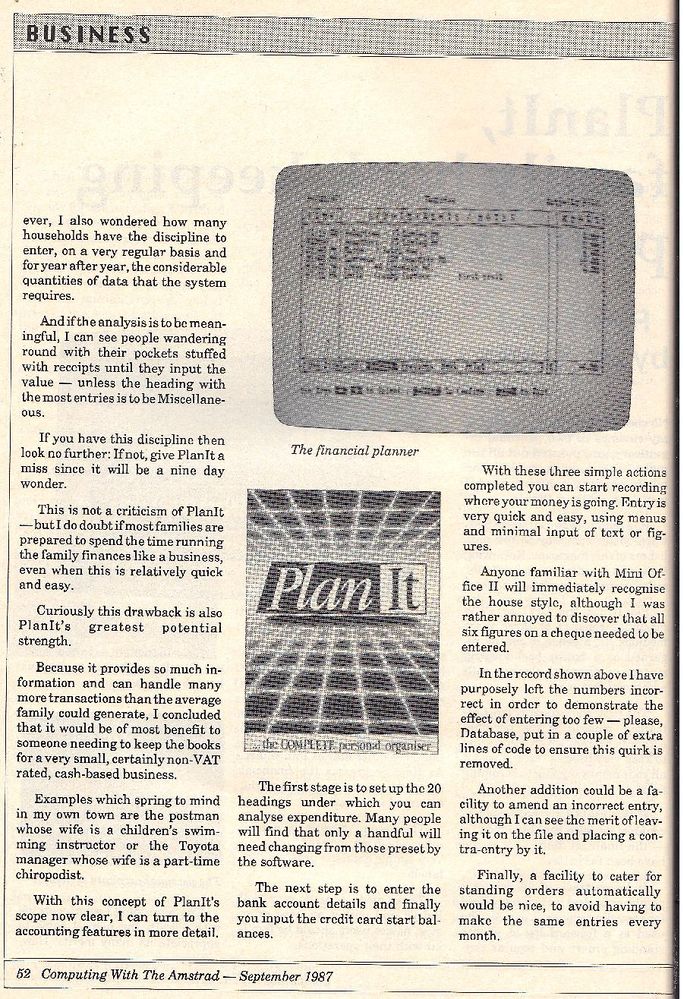 BUSINESS
ever, I also wondered how many
households have the discipline to
enter, on a very regular basis and
for year after year, the considerable
quantities of data that the system
requires.
And if the analysis is to be mean-
ingful, I can see people wandering
round with their pockets stuffed
with receipts until they input the
value — unless the heading with
the most entries is to be Miscellane-
ous.
If you have this discipline then
look no further: If not, give PlanIt a
miss since it will be a nine day
wonder.
This is not a criticism of PlanIt
— but I do doubt if most families are
prepared to spend the time running
the family finances like a business,
even when this is relatively quick
and easy.
Curiously this drawback is also
PlanIt's greatest potential
strength.
Because it provides so much in-
formation and can handle many
more transactions than the average
family could generate, I concluded
that it would be of most benefit to
someone needing to keep the books
for a very small, certainly non-VAT
rated, cash-based business.
Examples which spring to mind
in my own town are the postman
whose wife is a children's swim-
ming instructor or the Toyota
manager whose wife is a part-time
chiropodist.
With this concept of PlanIt's
scope now clear, I can turn to the
accounting features in more detail.
The financial planner
Plan It
...the COMPLETE personal organiser
The first stage is to set up the 20
headings under which you can
analyse expenditure. Many people
will find that only a handful will
need changing from those preset by
the software.
The next step is to enter the
bank account details and finally
you input the credit card start bal-
ances.
With these three simple actions
completed you can start recording
where your money is going. Entry is
very quick and easy, using menus
and minimal input of text or fig-
ures.
Anyone familiar with Mini Of-
fice II will immediately recognise
the house style, although I was
rather annoyed to discover that all
six figures on a cheque needed to be
entered.
In the record shown above I have
purposely left the numbers incor-
rect in order to demonstrate the
effect of entering too few — please,
Database, put in a couple of extra
lines of code to ensure this quirk is
removed.
Another addition could be a fa-
cility to amend an incorrect entry,
although I can see the merit of leav-
ing it on the file and placing a con-
tra-entry by it.
Finally, a facility to cater for
standing orders automatically
would be nice, to avoid having to
make the same entries every
month.
52 Computing With The Amstrad — September 1987